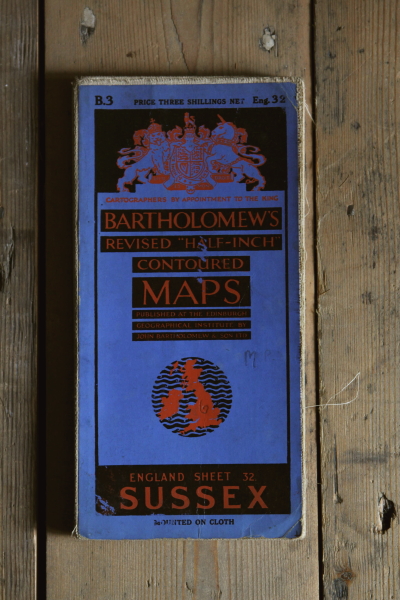 B.3 PRICE THREE SHILLINGS NET Eng. 32
CARTOGRAPHERS BY APPOINTMENT TO THE KING
BARTHOLOMEW'S
REVISED "HALF-INCH"
CONTOURED
MAPS
PUBLISHED AT THE EDINBURGH
GEOGRAPHICAL INSTITUTE BY
JOHN BARTHOLOMEW & SON LTD
ENGLAND SHEET 32.
SUSSEX
MOUNTED ON CLOTH